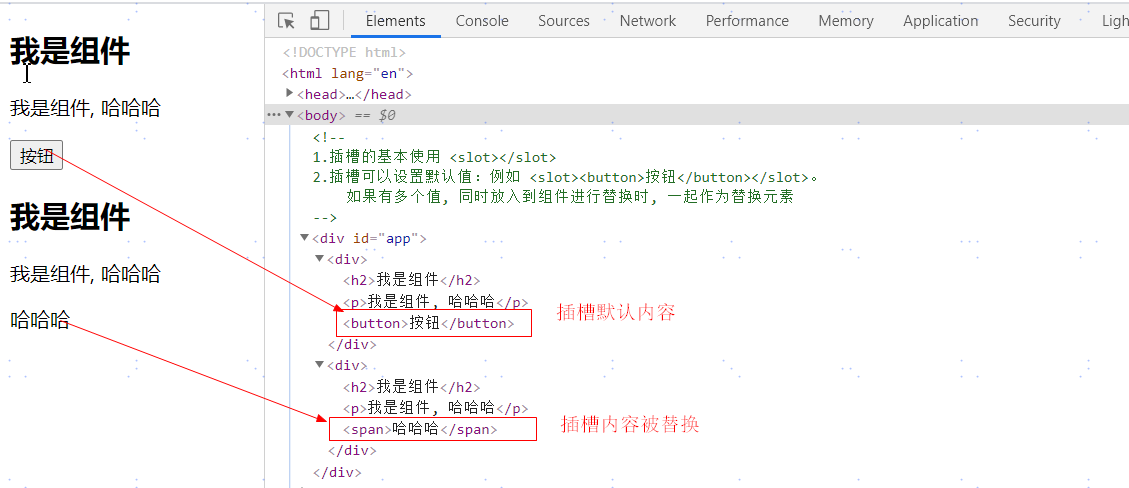 我是组件
我是组件, 哈哈哈
按钮
我是组件
我是组件, 哈哈哈
哈哈哈
Elements Console Sources Network Performance Memory Application Security Ligh
<!DOCTYPE html>
<html lang="en">
<head>…</head>
<body> == $0
<!--
1.插槽的基本使用 <slot></slot>
2.插槽可以设置默认值：例如 <slot><button>按钮</button></slot>。
如果有多个值, 同时放入到组件进行替换时, 一起作为替换元素
-->
<div id="app">
<div>
<h2>我是组件</h2>
<p>我是组件, 哈哈哈</p>
<button>按钮</button> 插槽默认内容
</div>
<div>
<h2>我是组件</h2>
<p>我是组件, 哈哈哈</p>
<span>哈哈哈</span> 插槽内容被替换
</div>
</div>